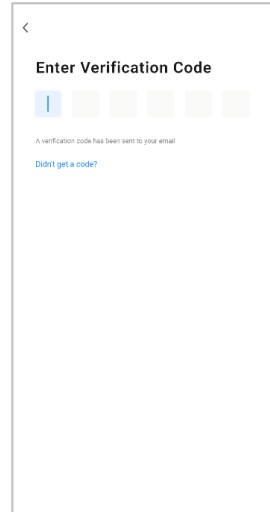 Enter Verification Code
A verification code has been sent to your email
Didn't get a code?